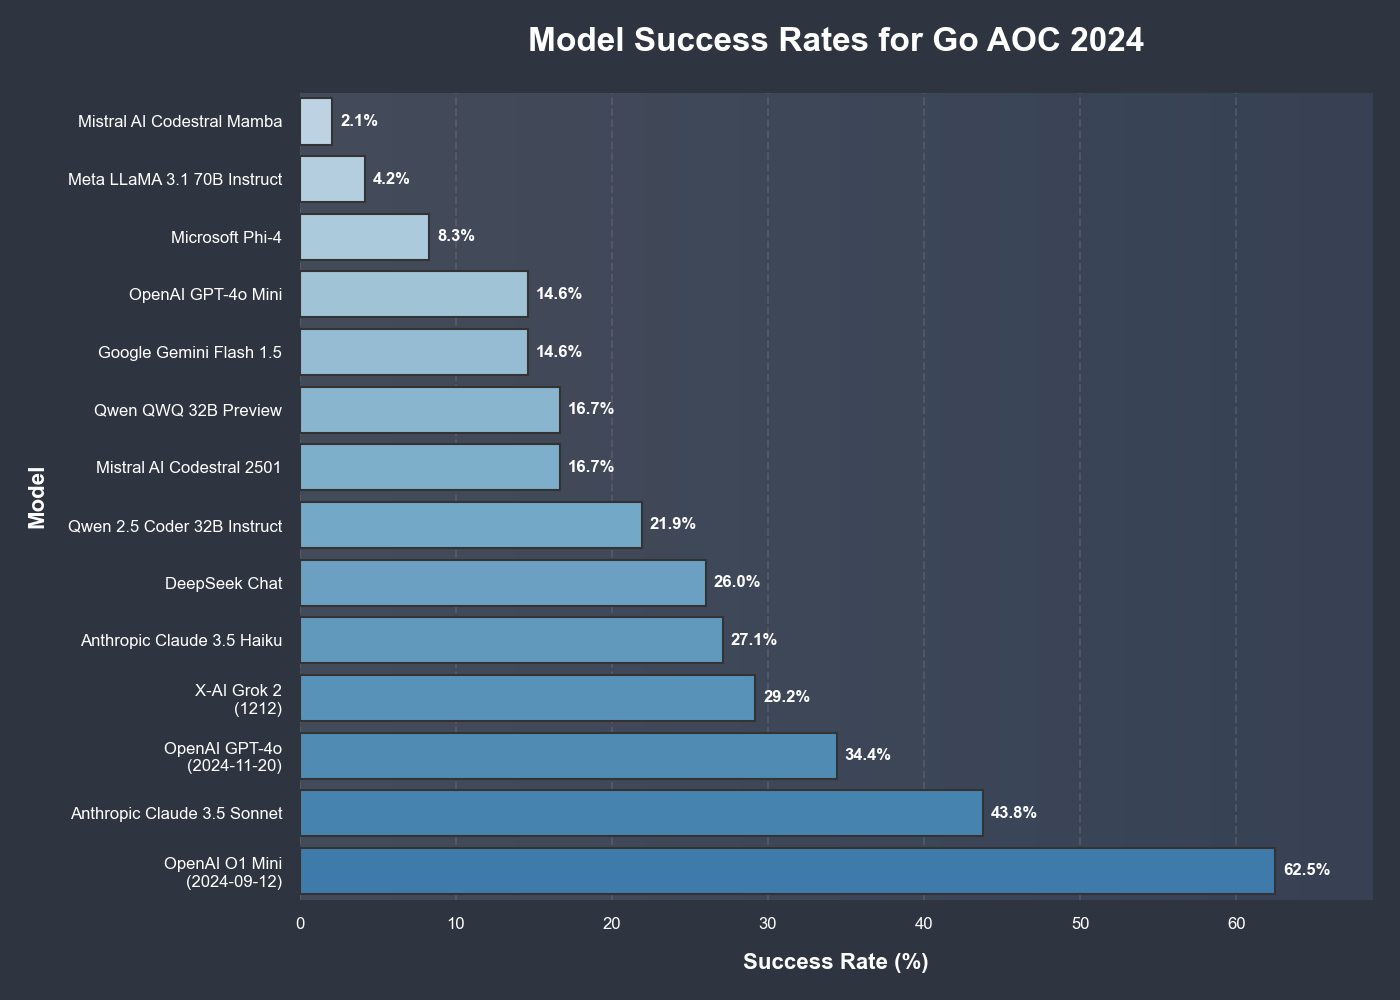 Model Success Rates for Go AOC 2024
Model
Mistral AI Codestral Mamba 2.1%
Meta LLaMA 3.1 70B Instruct 4.2%
Microsoft Phi-4 8.3%
OpenAI GPT-4o Mini 14.6%
Google Gemini Flash 1.5 14.6%
Qwen QWQ 32B Preview 16.7%
Mistral AI Codestral 2501 16.7%
Qwen 2.5 Coder 32B Instruct 21.9%
DeepSeek Chat 26.0%
Anthropic Claude 3.5 Haiku 27.1%
X-AI Grok 2
(1212) 29.2%
OpenAI GPT-4o
(2024-11-20) 34.4%
Anthropic Claude 3.5 Sonnet 43.8%
OpenAI O1 Mini
(2024-09-12) 62.5%
0 10 20 30 40 50 60
Success Rate (%)